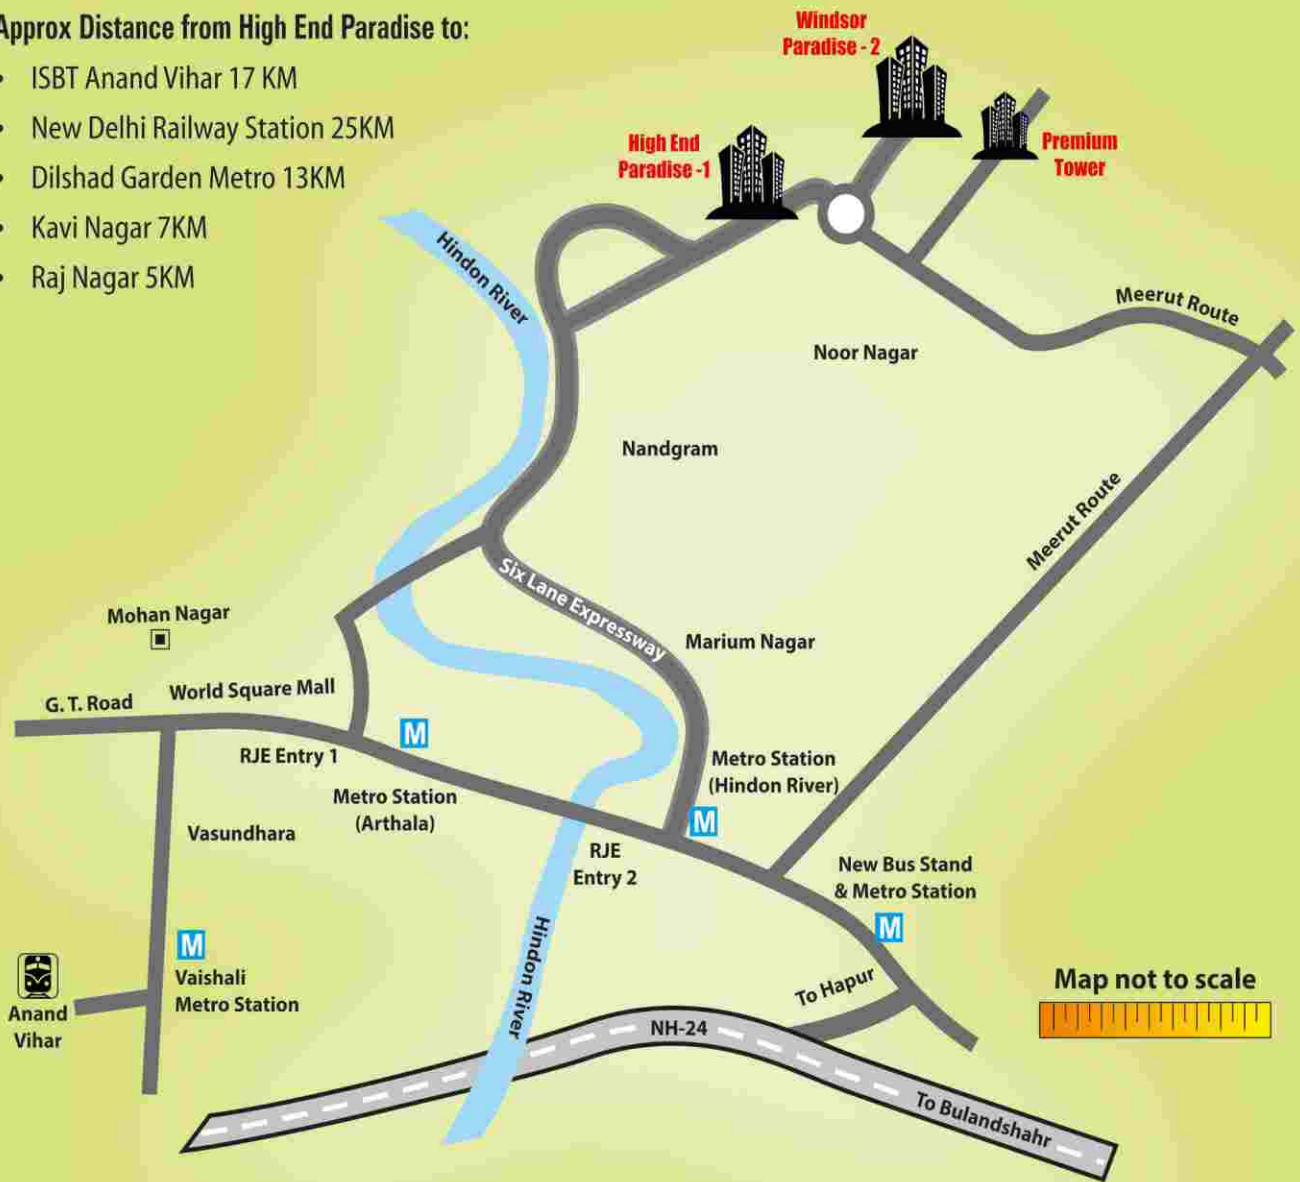 Approx Distance from High End Paradise to:
• ISBT Anand Vihar 17 KM
• New Delhi Railway Station 25KM
• Dilshad Garden Metro 13KM
• Kavi Nagar 7KM
• Raj Nagar 5KM
Windsor
Paradise - 2
High End
Paradise -1
Premium
Tower
Hindon River
Meerut Route
Noor Nagar
Nandgram
Meerut Route
Six Lane Expressway
Mohan Nagar
Marium Nagar
G. T. Road
World Square Mall
M
RJE Entry 1
Metro Station
(Arthala)
Metro Station
(Hindon River)
M
Vasundhara
RJE
Entry 2
New Bus Stand
& Metro Station
M
M
Vaishali
Metro Station
Anand
Vihar
Hindon River
To Hapur
Map not to scale
NH-24
To Bulandshahr